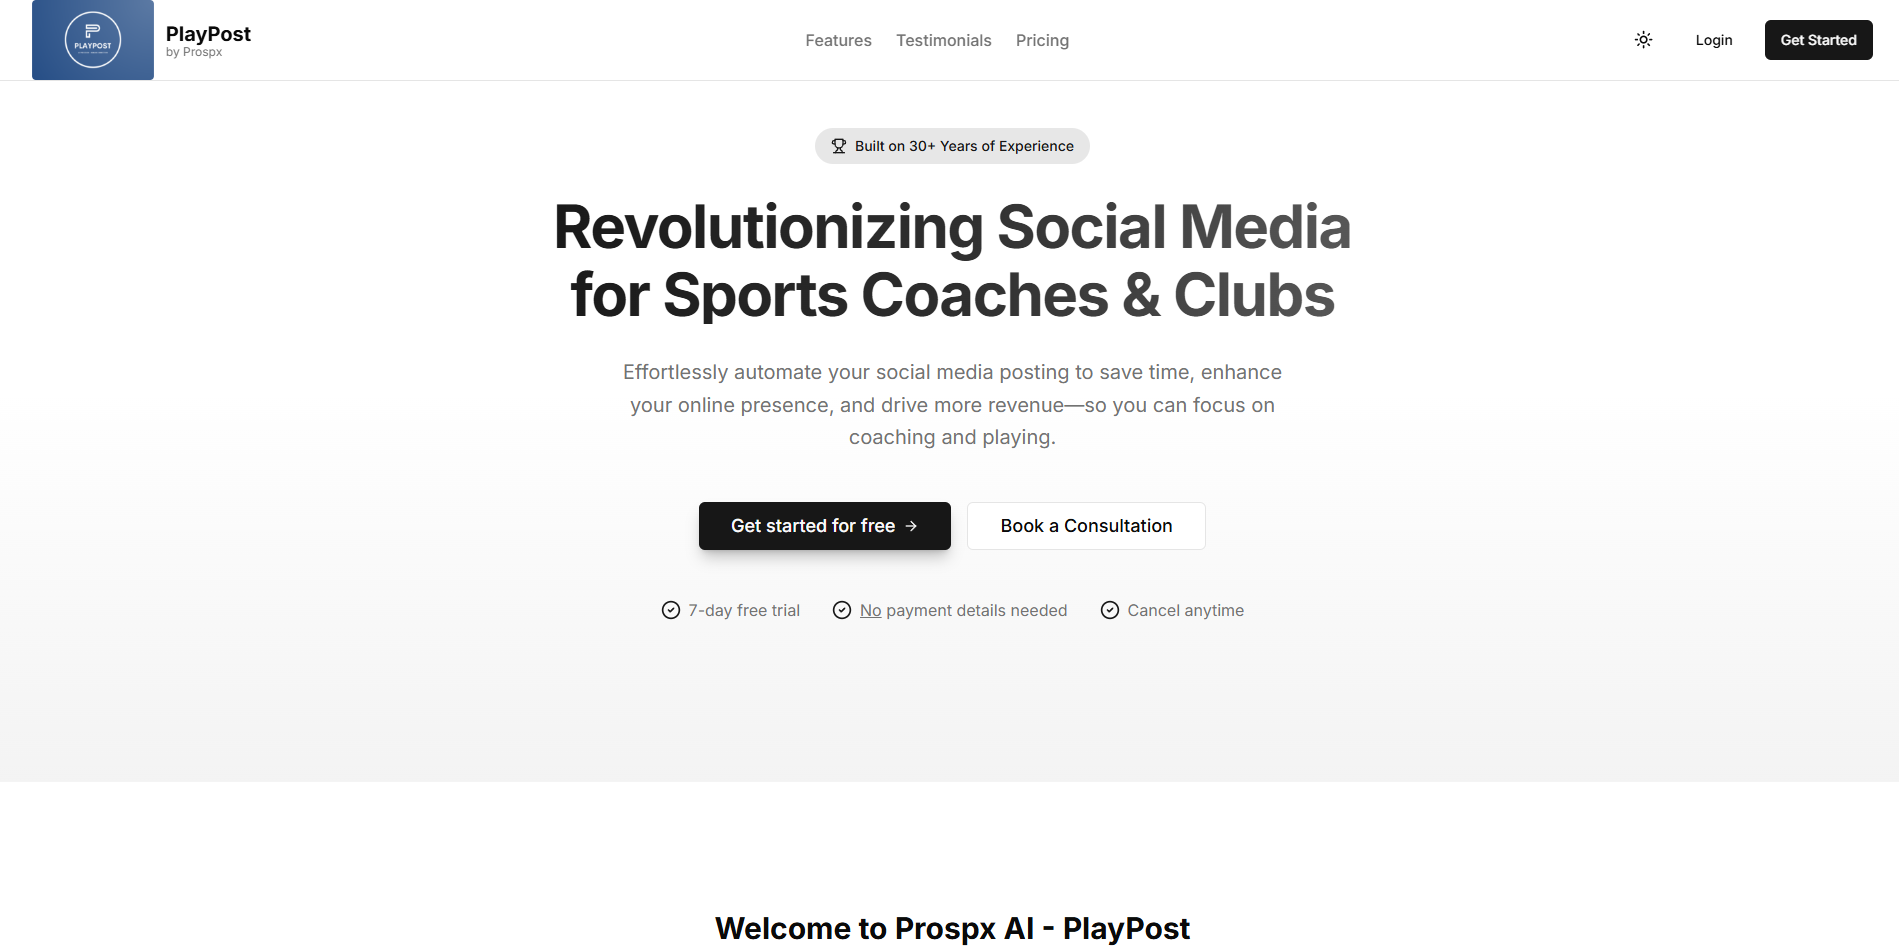 PLAYPOST
PlayPost
by Prospx
Features
Testimonials
Pricing
Login
Get Started
Built on 30+ Years of Experience
Revolutionizing Social Media
for Sports Coaches & Clubs
Effortlessly automate your social media posting to save time, enhance
your online presence, and drive more revenue—so you can focus on
coaching and playing.
Get started for free →
Book a Consultation
7-day free trial
No payment details needed
Cancel anytime
Welcome to Prospx AI - PlayPost